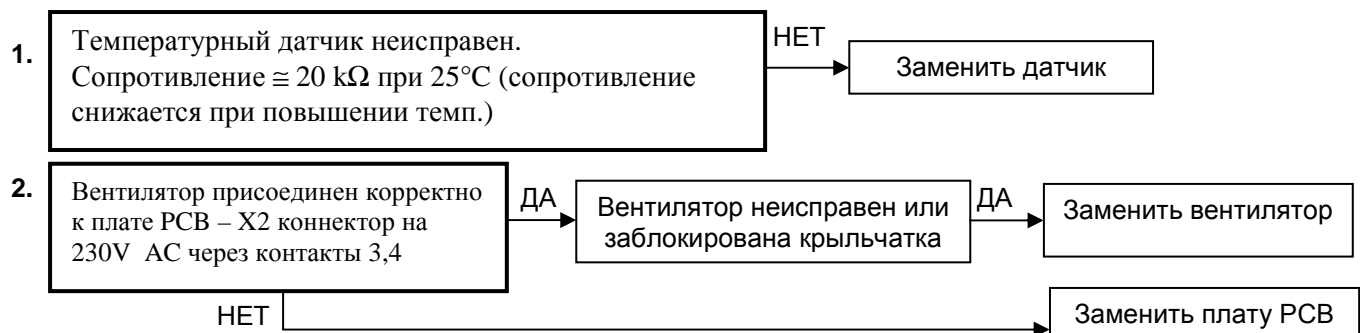 1.
Температурный датчик неисправен.
Сопротивление ≅ 20 kΩ при 25°C (сопротивление
снижается при повышении темп.)
НЕТ
Заменить датчик
2.
Вентилятор присоединен корректно
к плате PCB – X2 коннектор на
230V AC через контакты 3,4
ДА
Вентилятор неисправен или
заблокирована крыльчатка
ДА
Заменить вентилятор
НЕТ
Заменить плату PCB